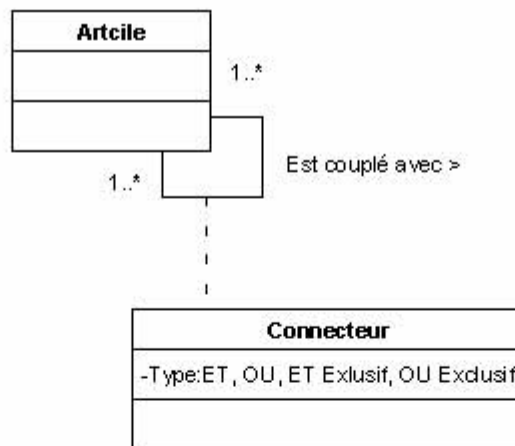 Artcile
1..*
1..*
Est couplé avec >
Connecteur
-Type:ET, OU, ET Exlusif, OU Exclusif